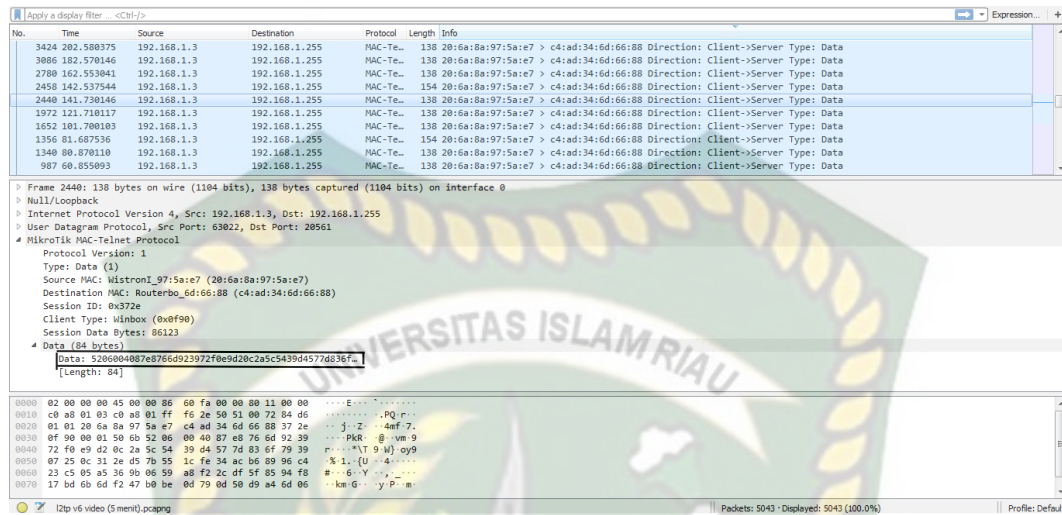 Apply a display filter ... <Ctrl-/>
Expression...
+
No. Time Source Destination Protocol Length Info
3424 202.580375 192.168.1.3 192.168.1.255 MAC-Te… 138 20:6a:8a:97:5a:e7 > c4:ad:34:6d:66:88 Direction: Client->Server Type: Data
3086 182.570146 192.168.1.3 192.168.1.255 MAC-Te… 138 20:6a:8a:97:5a:e7 > c4:ad:34:6d:66:88 Direction: Client->Server Type: Data
2780 162.553041 192.168.1.3 192.168.1.255 MAC-Te… 138 20:6a:8a:97:5a:e7 > c4:ad:34:6d:66:88 Direction: Client->Server Type: Data
2458 142.537544 192.168.1.3 192.168.1.255 MAC-Te… 154 20:6a:8a:97:5a:e7 > c4:ad:34:6d:66:88 Direction: Client->Server Type: Data
2440 141.730146 192.168.1.3 192.168.1.255 MAC-Te… 138 20:6a:8a:97:5a:e7 > c4:ad:34:6d:66:88 Direction: Client->Server Type: Data
1972 121.710117 192.168.1.3 192.168.1.255 MAC-Te… 138 20:6a:8a:97:5a:e7 > c4:ad:34:6d:66:88 Direction: Client->Server Type: Data
1652 101.700103 192.168.1.3 192.168.1.255 MAC-Te… 138 20:6a:8a:97:5a:e7 > c4:ad:34:6d:66:88 Direction: Client->Server Type: Data
1356 81.687536 192.168.1.3 192.168.1.255 MAC-Te… 154 20:6a:8a:97:5a:e7 > c4:ad:34:6d:66:88 Direction: Client->Server Type: Data
1340 80.870110 192.168.1.3 192.168.1.255 MAC-Te… 138 20:6a:8a:97:5a:e7 > c4:ad:34:6d:66:88 Direction: Client->Server Type: Data
987 60.855093 192.168.1.3 192.168.1.255 MAC-Te… 138 20:6a:8a:97:5a:e7 > c4:ad:34:6d:66:88 Direction: Client->Server Type: Data
Frame 2440: 138 bytes on wire (1104 bits), 138 bytes captured (1104 bits) on interface 0
Null/Loopback
Internet Protocol Version 4, Src: 192.168.1.3, Dst: 192.168.1.255
User Datagram Protocol, Src Port: 63022, Dst Port: 20561
MikroTik MAC-Telnet Protocol
Protocol Version: 1
Type: Data (1)
Source MAC: WistronI_97:5a:e7 (20:6a:8a:97:5a:e7)
Destination MAC: Routerbo_6d:66:88 (c4:ad:34:6d:66:88)
Session ID: 0x372e
Client Type: Winbox (0x0f90)
Session Data Bytes: 86123
Data (84 bytes)
Data: 5206004087e8766d923972f0e9d20c2a5c5439d4577d836f…
[Length: 84]
UNIVERSITAS ISLAM RIAU
0000 02 00 00 00 45 00 00 86 60 fa 00 00 80 11 00 00 ····E··· `·······
0010 c0 a8 01 03 c0 a8 01 ff f6 2e 50 51 00 72 84 d6 ········ ·.PQ·r··
0020 01 01 20 6a 8a 97 5a e7 c4 ad 34 6d 66 88 37 2e ·· j··Z· ··4mf·7.
0030 0f 90 00 01 50 6b 52 06 00 40 87 e8 76 6d 92 39 ····PkR· ·@··vm·9
0040 72 f0 e9 d2 0c 2a 5c 54 39 d4 57 7d 83 6f 79 39 r····*\T 9·W}·oy9
0050 07 25 0c 31 2e d5 7b 55 1c fe 34 ac b6 89 96 c4 ·%·1.·{U ··4·····
0060 23 c5 05 a5 36 9b 06 59 a8 f2 2c df 5f 85 94 f8 #···6··Y ··,·_···
0070 17 bd 6b 6d f2 47 b0 be 0d 79 0d 50 d9 a4 6d 06 ··km·G·· ·y·P··m·
l2tp v6 video (5 menit).pcapng
Packets: 5043 · Displayed: 5043 (100.0%)
Profile: Defau